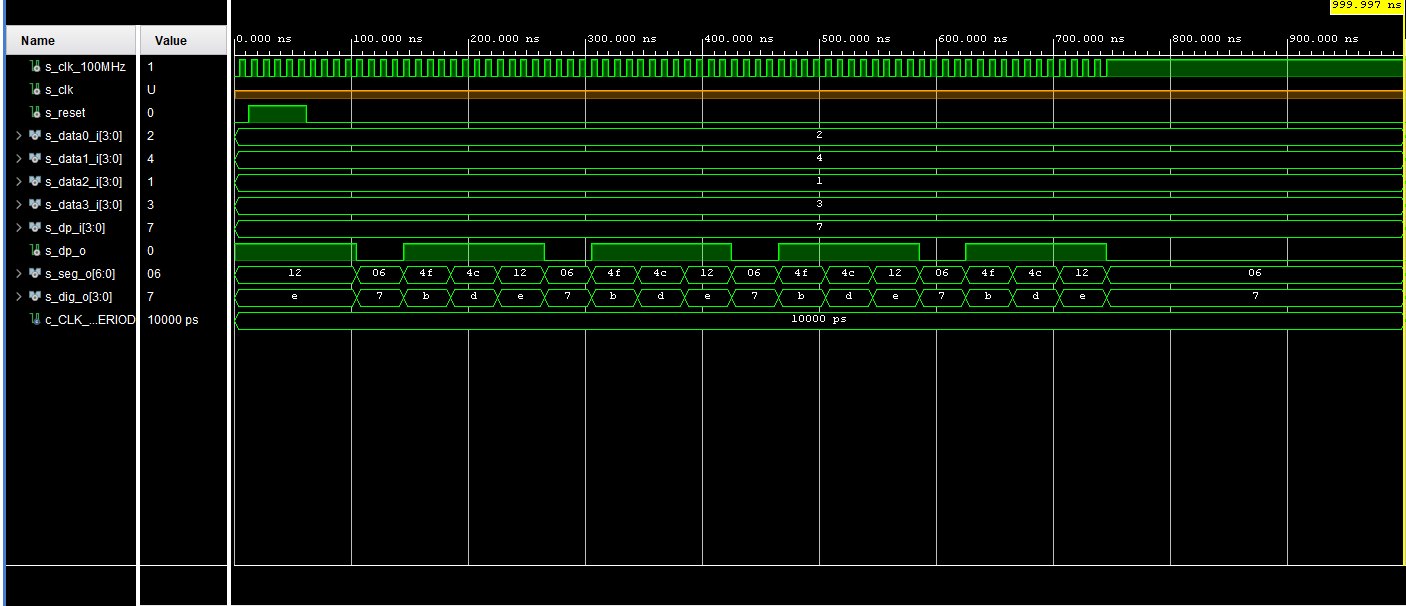 999.997 ns
Name Value
0.000 ns 100.000 ns 200.000 ns 300.000 ns 400.000 ns 500.000 ns 600.000 ns 700.000 ns 800.000 ns 900.000 ns
s_clk_100MHz 1
s_clk U
s_reset 0
s_data0_i[3:0] 2 2
s_data1_i[3:0] 4 4
s_data2_i[3:0] 1 1
s_data3_i[3:0] 3 3
s_dp_i[3:0] 7 7
s_dp_o 0
s_seg_o[6:0] 06 12 06 4f 4c 12 06 4f 4c 12 06 4f 4c 12 06 4f 4c 12 06
s_dig_o[3:0] 7 e 7 b d e 7 b d e 7 b d e 7 b d e 7
c_CLK_...ERIOD 10000 ps 10000 ps